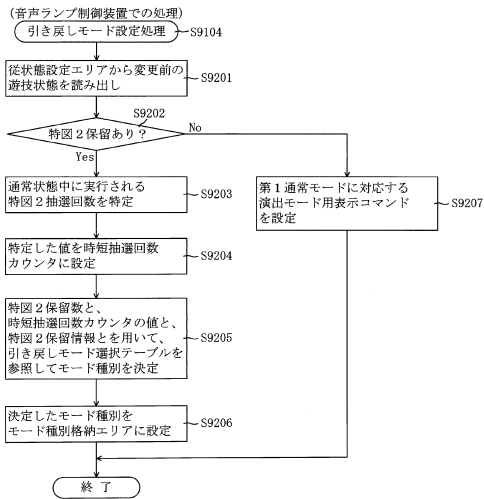 (音声ランプ制御装置での処理)
引き戻しモード設定処理
S9104
従状態設定エリアから変更前の
遊技状態を読み出し
S9201
S9202
特図２保留あり？
No
Yes
通常状態中に実行される
特図２抽選回数を特定
S9203
第１通常モードに対応する
演出モード用表示コマンド
を設定
S9207
特定した値を時短抽選回数
カウンタに設定
S9204
特図２保留数と、
時短抽選回数カウンタの値と、
特図２保留情報とを用いて、
引き戻しモード選択テーブルを
参照してモード種別を決定
S9205
決定したモード種別を
モード種別格納エリアに設定
S9206
終了